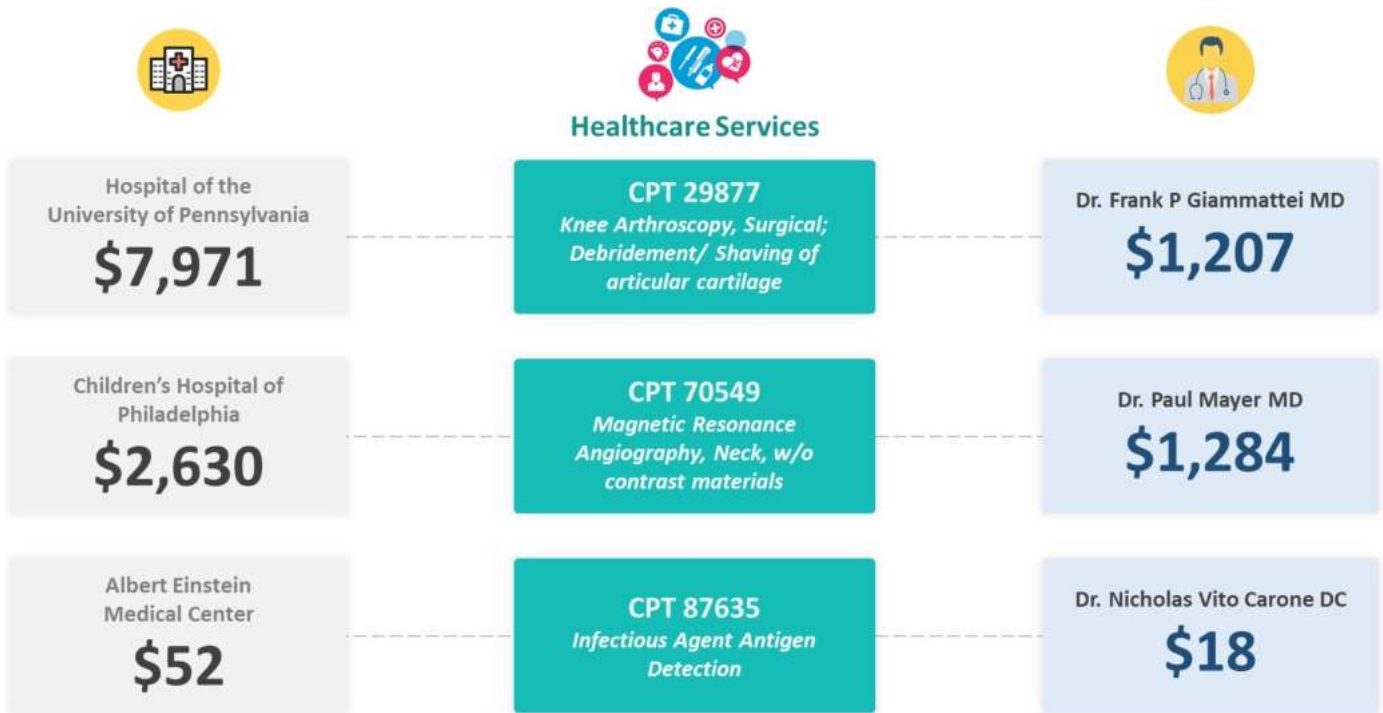 Healthcare Services
Hospital of the
University of Pennsylvania
$7,971
CPT 29877
Knee Arthroscopy, Surgical;
Debridement/ Shaving of
articular cartilage
Dr. Frank P Giammattei MD
$1,207
Children’s Hospital of
Philadelphia
$2,630
CPT 70549
Magnetic Resonance
Angiography, Neck, w/o
contrast materials
Dr. Paul Mayer MD
$1,284
Albert Einstein
Medical Center
$52
CPT 87635
Infectious Agent Antigen
Detection
Dr. Nicholas Vito Carone DC
$18